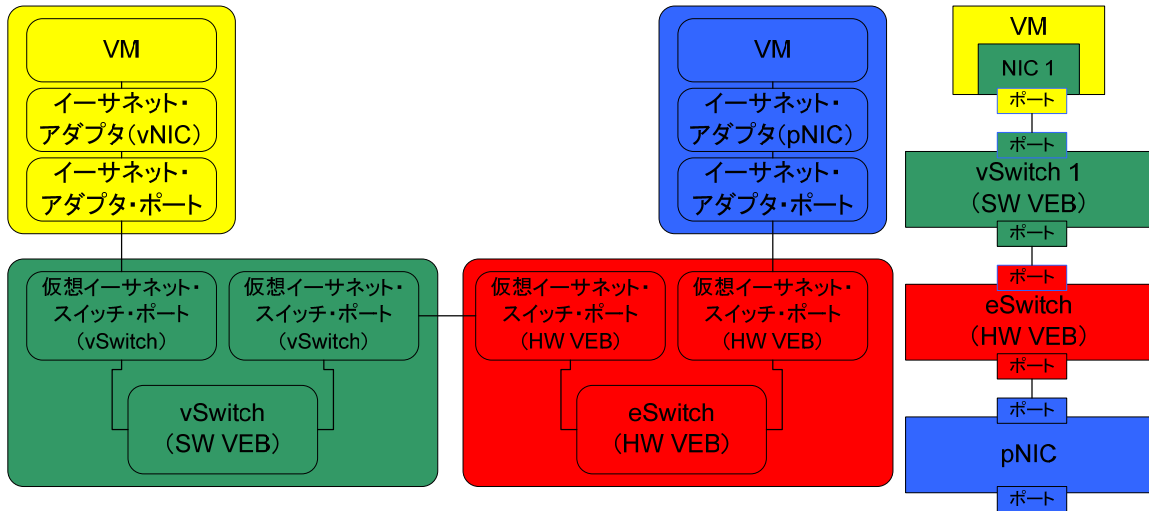 VM
イーサネット・
アダプタ(vNIC)
イーサネット・
アダプタ・ポート
VM
イーサネット・
アダプタ(pNIC)
イーサネット・
アダプタ・ポート
仮想イーサネット・
スイッチ・ポート
(vSwitch)
仮想イーサネット・
スイッチ・ポート
(vSwitch)
vSwitch
(SW VEB)
仮想イーサネット・
スイッチ・ポート
(HW VEB)
仮想イーサネット・
スイッチ・ポート
(HW VEB)
eSwitch
(HW VEB)
VM
NIC 1
ポート
ポート
vSwitch 1
(SW VEB)
ポート
ポート
eSwitch
(HW VEB)
ポート
ポート
pNIC
ポート